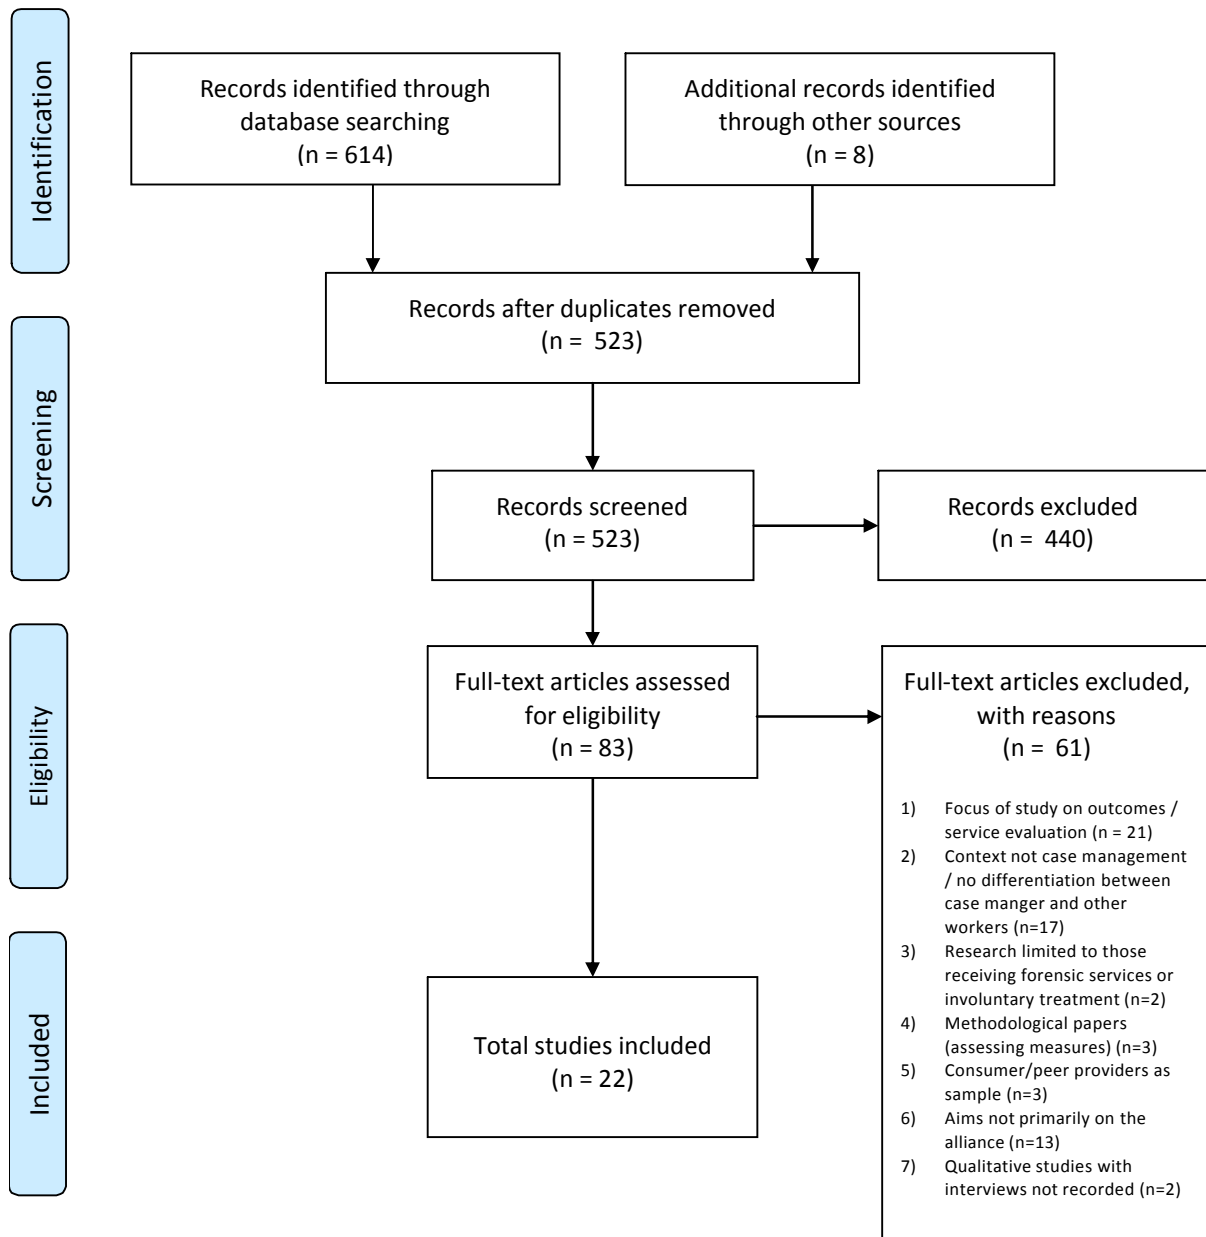 Identification
Records identified through
database searching
(n = 614)
Additional records identified
through other sources
(n = 8)
Records after duplicates removed
(n =  523)
Screening
Records screened
(n = 523)
Records excluded
(n =  440)
Eligibility
Full-text articles assessed
for eligibility
(n = 83)
Full-text articles excluded,
with reasons
(n =  61)
1) Focus of study on outcomes /
service evaluation (n = 21)
2) Context not case management
/ no differentiation between
case manger and other
workers (n=17)
3) Research limited to those
receiving forensic services or
involuntary treatment (n=2)
4) Methodological papers
(assessing measures) (n=3)
5) Consumer/peer providers as
sample (n=3)
6) Aims not primarily on the
alliance (n=13)
7) Qualitative studies with
interviews not recorded (n=2)
Included
Total studies included
(n = 22)